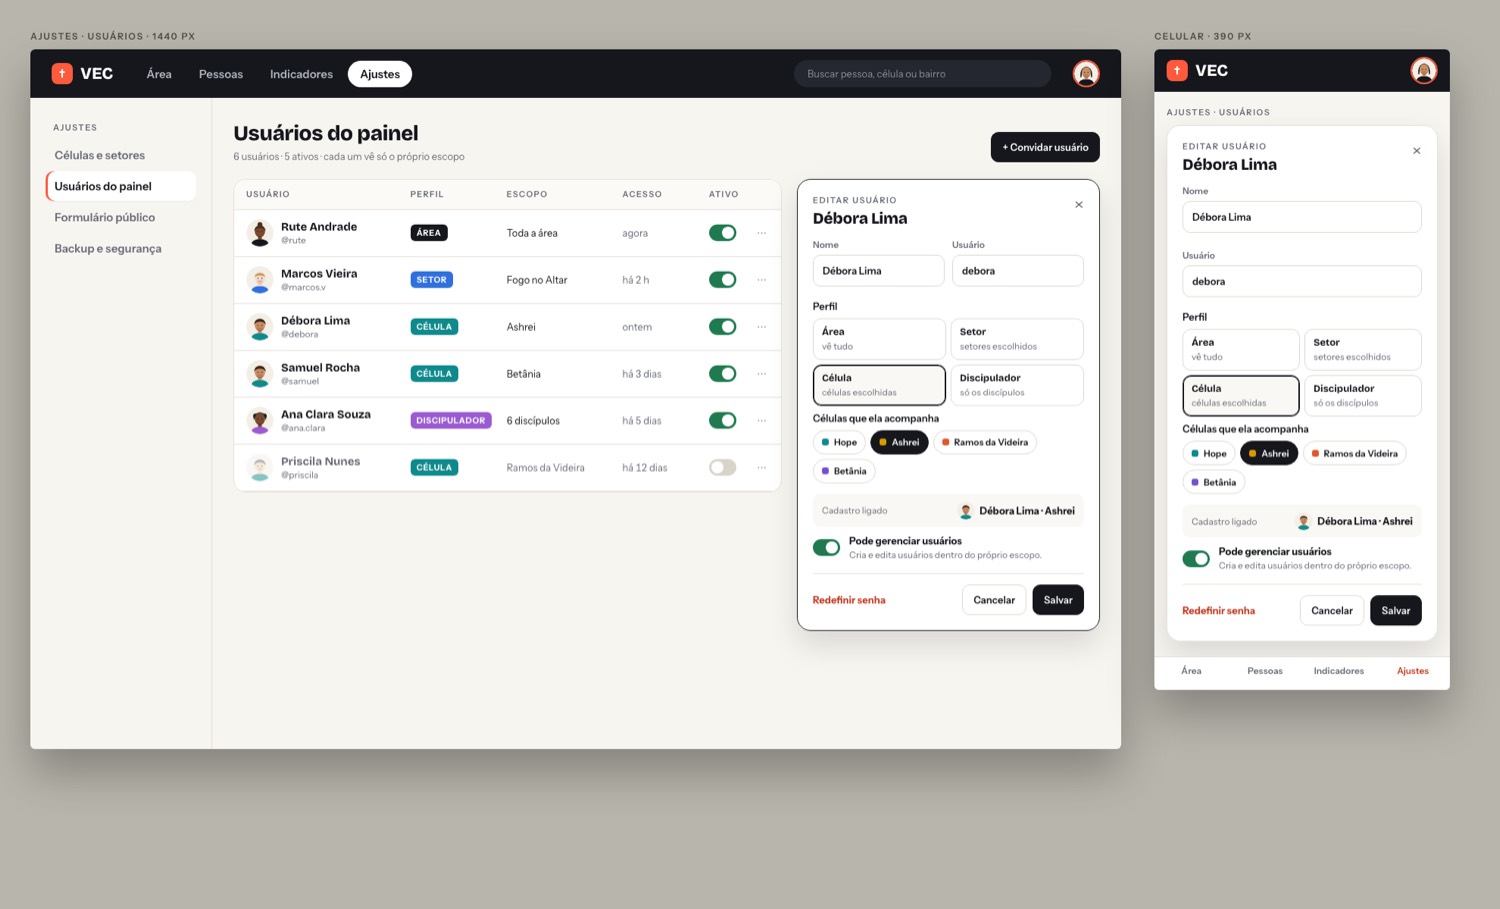 AJUSTES · USUÁRIOS · 1440 PX
VEC
Área
Pessoas
Indicadores
Ajustes
Buscar pessoa, célula ou bairro
AJUSTES
Células e setores
Usuários do painel
Formulário público
Backup e segurança
Usuários do painel
6 usuários · 5 ativos · cada um vê só o próprio escopo
+ Convidar usuário
USUÁRIO PERFIL ESCOPO ACESSO ATIVO
Rute Andrade
@rute
ÁREA
Toda a área
agora
...
Marcos Vieira
@marcos.v
SETOR
Fogo no Altar
há 2 h
...
Débora Lima
@debora
CÉLULA
Ashrei
ontem
...
Samuel Rocha
@samuel
CÉLULA
Betânia
há 3 dias
...
Ana Clara Souza
@ana.clara
DISCIPULADOR
6 discípulos
há 5 dias
...
Priscila Nunes
@priscila
CÉLULA
Ramos da Videira
há 12 dias
...
EDITAR USUÁRIO
Débora Lima
×
Nome
Débora Lima
Usuário
debora
Perfil
Área
vê tudo
Setor
setores escolhidos
Célula
células escolhidas
Discipulador
só os discípulos
Células que ela acompanha
Hope
Ashrei
Ramos da Videira
Betânia
Cadastro ligado
Débora Lima · Ashrei
Pode gerenciar usuários
Cria e edita usuários dentro do próprio escopo.
Redefinir senha
Cancelar
Salvar
CELULAR · 390 PX
VEC
AJUSTES · USUÁRIOS
EDITAR USUÁRIO
Débora Lima
×
Nome
Débora Lima
Usuário
debora
Perfil
Área
vê tudo
Setor
setores escolhidos
Célula
células escolhidas
Discipulador
só os discípulos
Células que ela acompanha
Hope
Ashrei
Ramos da Videira
Betânia
Cadastro ligado
Débora Lima · Ashrei
Pode gerenciar usuários
Cria e edita usuários dentro do próprio escopo.
Redefinir senha
Cancelar
Salvar
Área
Pessoas
Indicadores
Ajustes